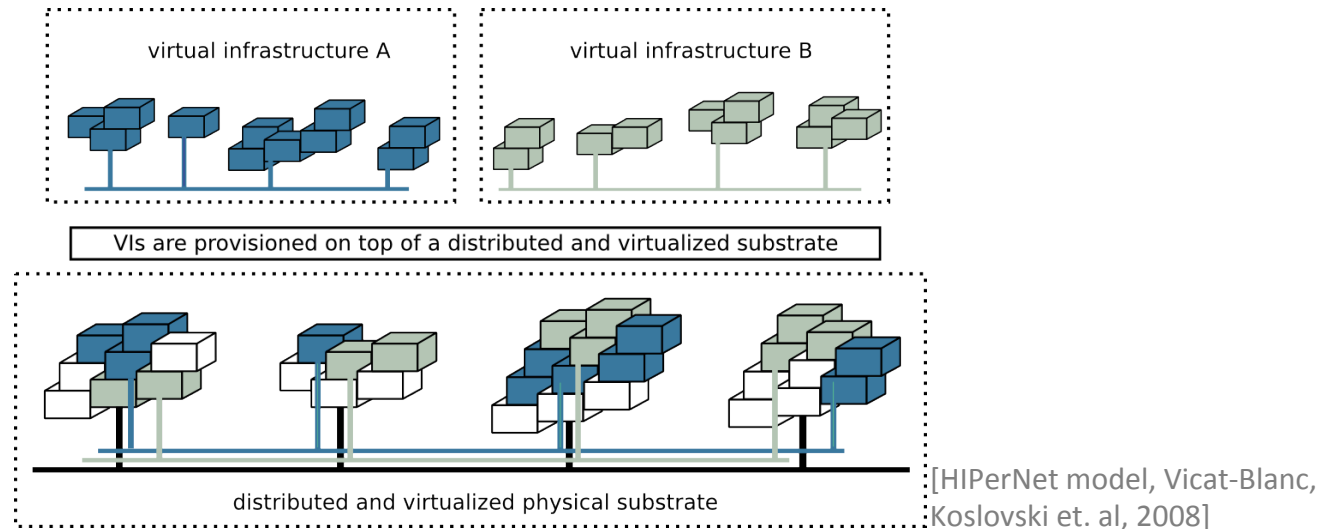 virtual infrastructure A
virtual infrastructure B
VIs are provisioned on top of a distributed and virtualized substrate
distributed and virtualized physical substrate
[HIPerNet model, Vicat-Blanc,
Koslovski et. al, 2008]